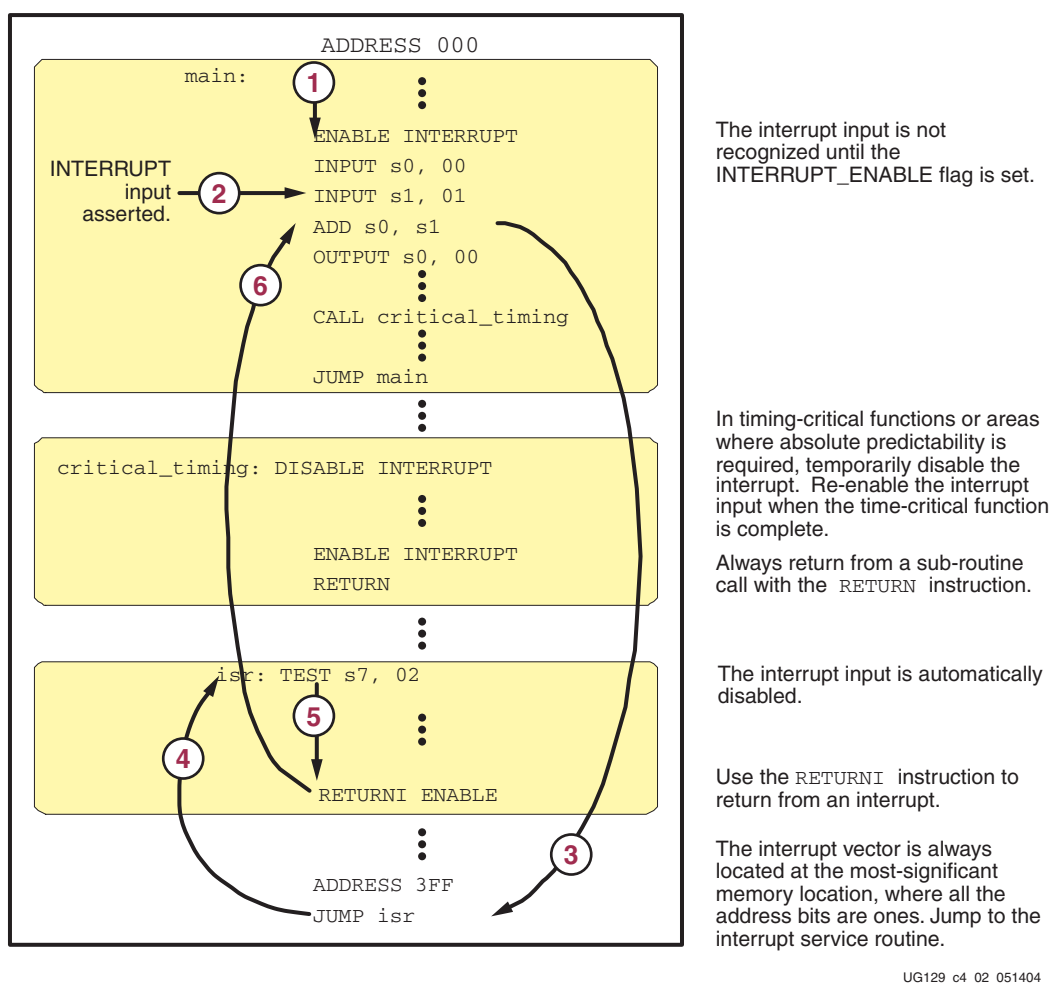 ADDRESS 000
main:
1
ENABLE INTERRUPT
INPUT s0, 00
INTERRUPT
input
asserted.
2
INPUT s1, 01
ADD s0, s1
OUTPUT s0, 00
6
CALL critical_timing
JUMP main
The interrupt input is not
recognized until the
INTERRUPT_ENABLE flag is set.
critical_timing: DISABLE INTERRUPT
ENABLE INTERRUPT
RETURN
In timing-critical functions or areas
where absolute predictability is
required, temporarily disable the
interrupt. Re-enable the interrupt
input when the time-critical function
is complete.
Always return from a sub-routine
call with the RETURN instruction.
isr: TEST s7, 02
5
4
RETURNI ENABLE
The interrupt input is automatically
disabled.
Use the RETURNI instruction to
return from an interrupt.
3
ADDRESS 3FF
JUMP isr
The interrupt vector is always
located at the most-significant
memory location, where all the
address bits are ones. Jump to the
interrupt service routine.
UG129_c4_02_051404